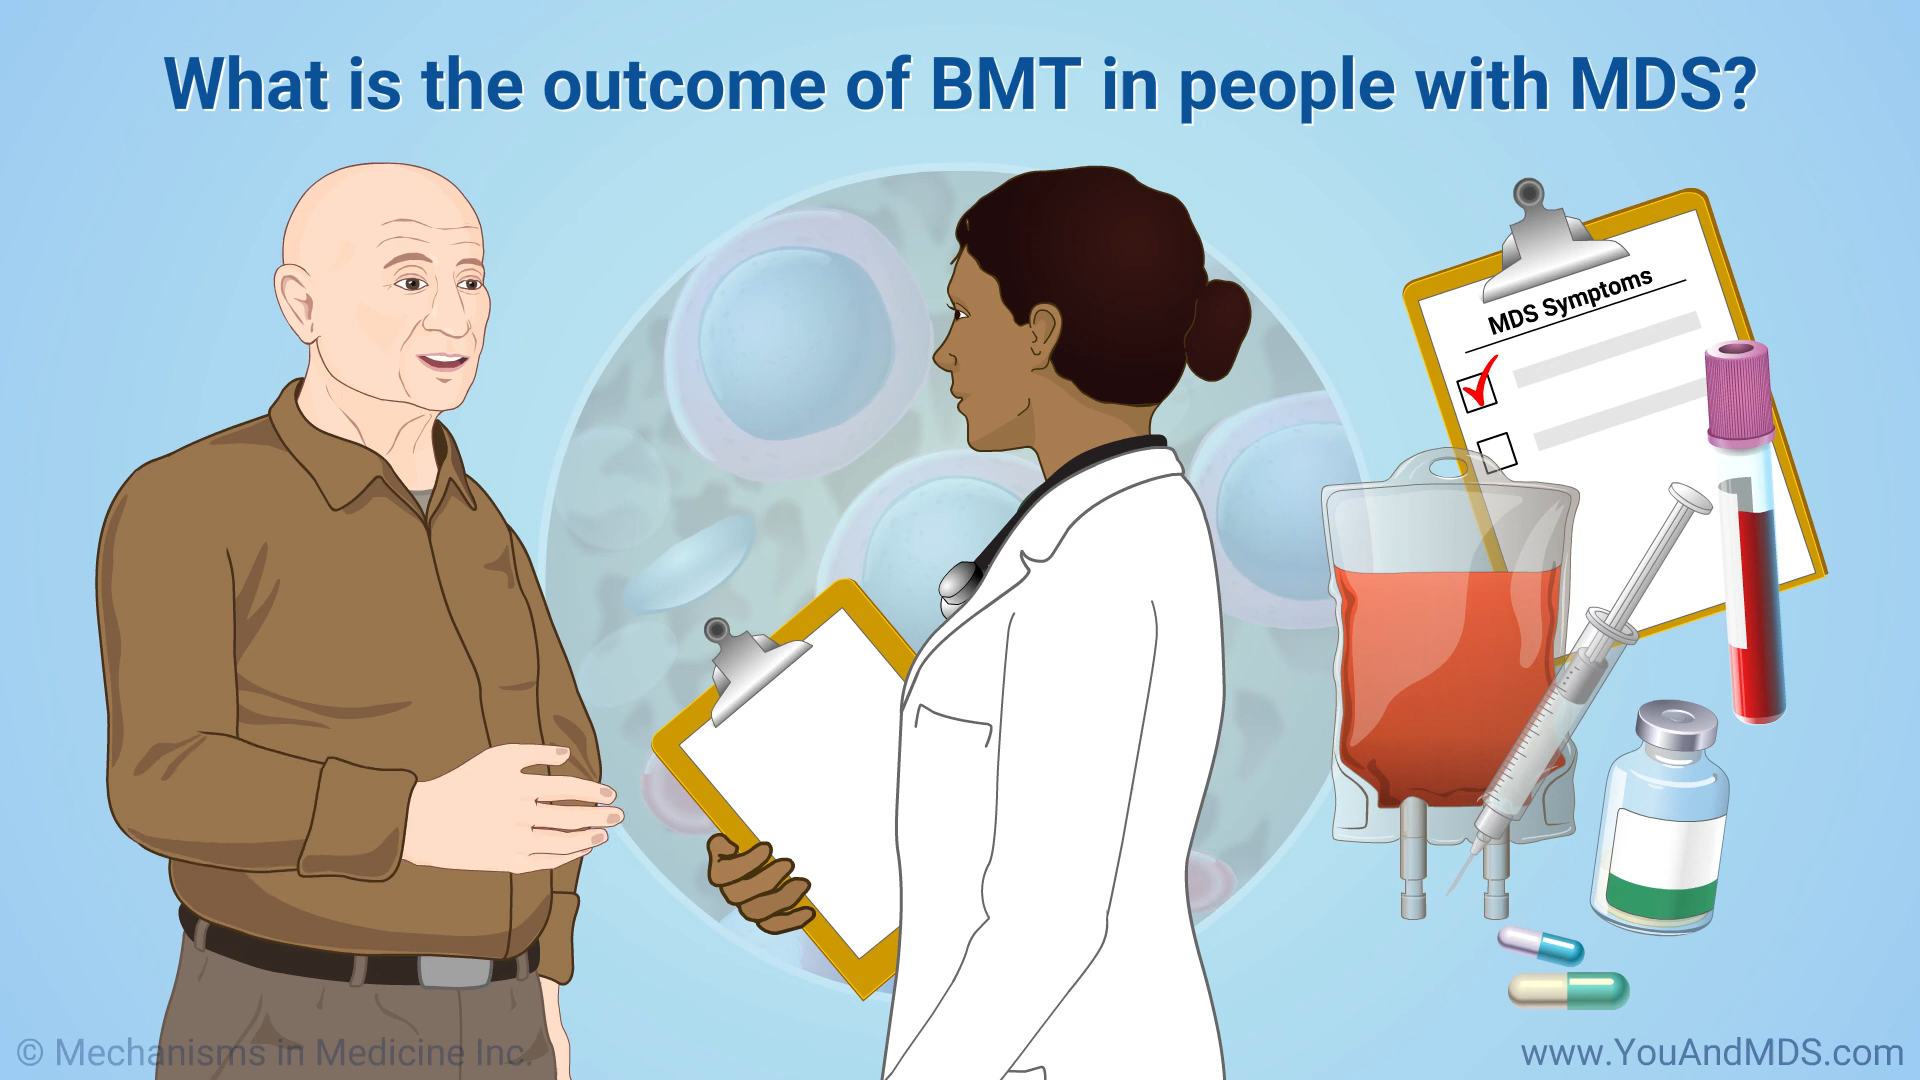 What is the outcome of BMT in people with MDS?
MDS Symptoms
© Mechanisms in Medicine Inc.
www.YouAndMDS.com